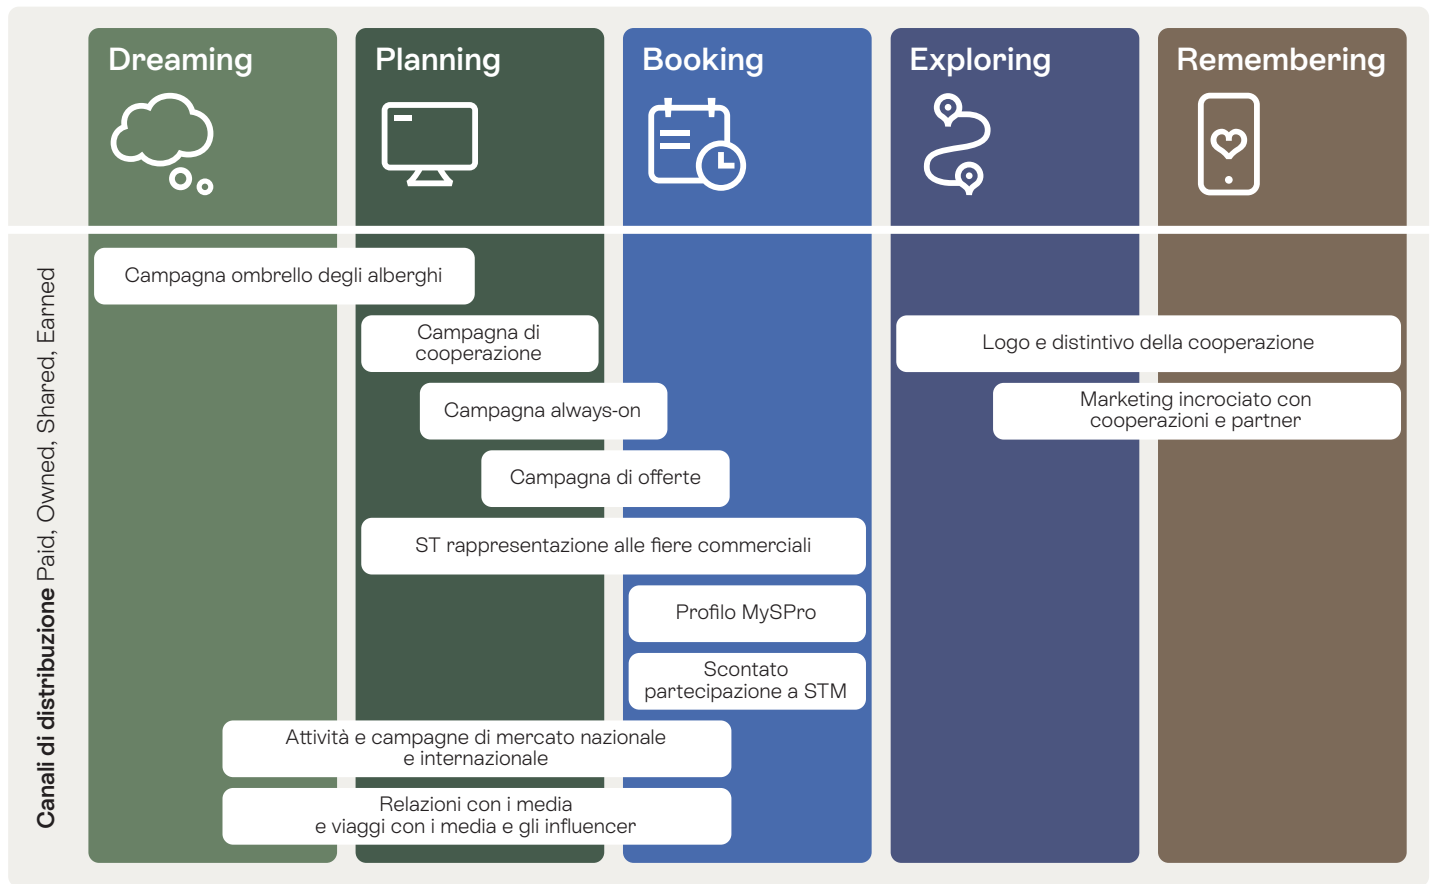 Dreaming
Planning
Booking
Exploring
Remembering
Canali di distribuzione Paid, Owned, Shared, Earned
Campagna ombrello degli alberghi
Campagna di
cooperazione
Logo e distintivo della cooperazione
Campagna always-on
Marketing incrociato con
cooperazioni e partner
Campagna di offerte
ST rappresentazione alle fiere commerciali
Profilo MySPro
Scontato
partecipazione a STM
Attività e campagne di mercato nazionale
e internazionale
Relazioni con i media
e viaggi con i media e gli influencer